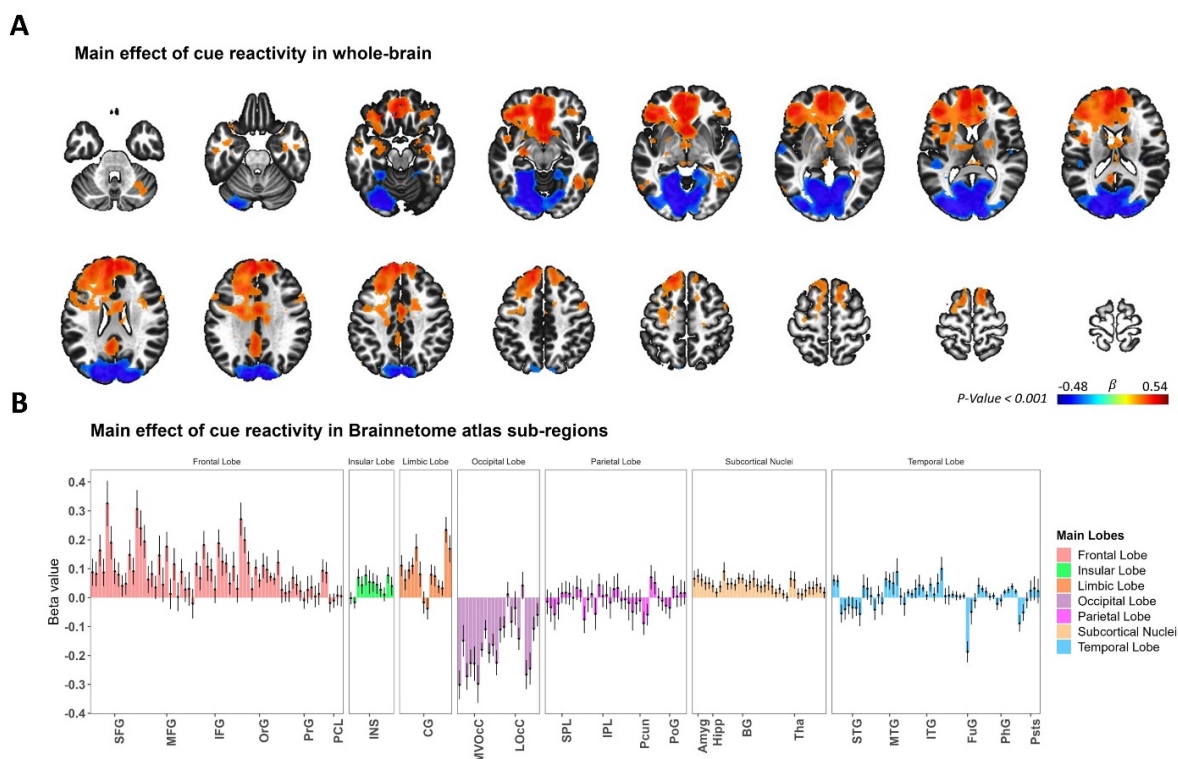 A
Main effect of cue reactivity in whole-brain
P-Value < 0.001
-0.48 β 0.54
B
Main effect of cue reactivity in Brainnetome atlas sub-regions
Frontal Lobe Insular Lobe Limbic Lobe Occipital Lobe Parietal Lobe Subcortical Nuclei Temporal Lobe
Beta value
0.4
0.3
0.2
0.1
0.0
-0.1
-0.2
-0.3
-0.4
SFG MFG IFG OrG PrG PCL INS CG MVOcC LOcC SPL IPL Pcun PoG Amyg Hipp BG Tha STG MTG ITG FuG PhG Psts
Main Lobes
Frontal Lobe
Insular Lobe
Limbic Lobe
Occipital Lobe
Parietal Lobe
Subcortical Nuclei
Temporal Lobe